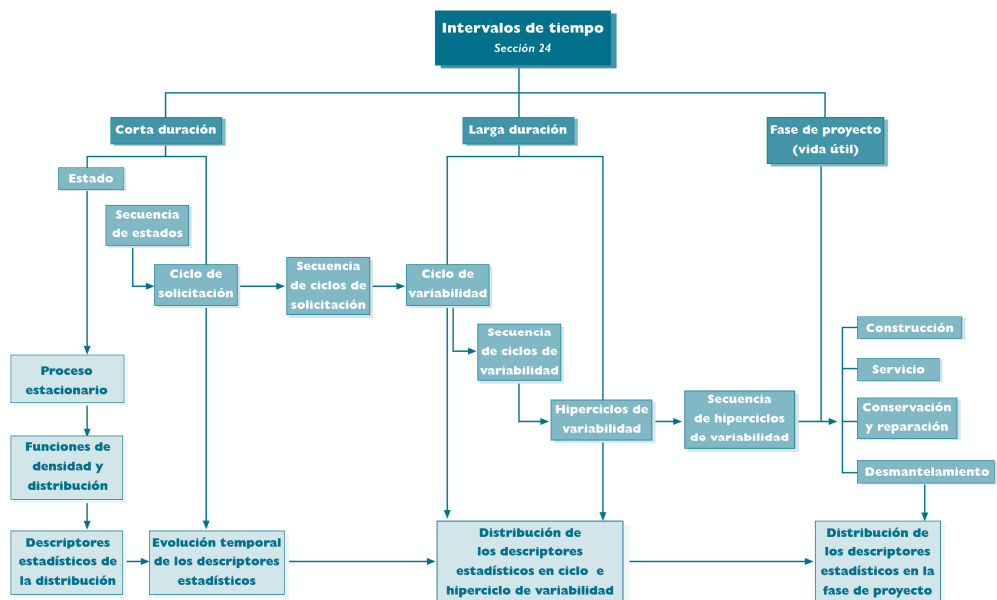 Intervalos de tiempo
Sección 24
Corta duración
Larga duración
Fase de proyecto
(vida útil)
Estado
Secuencia
de estados
Ciclo de
solicitación
Secuencia
de ciclos de
solicitación
Ciclo de
variabilidad
Secuencia
de ciclos de
variabilidad
Hiperciclos de
variabilidad
Secuencia
de hiperciclos
de variabilidad
Construcción
Servicio
Conservación
y reparación
Desmantelamiento
Proceso
estacionario
Funciones de
densidad y
distribución
Descriptores
estadísticos de
la distribución
Evolución temporal
de los descriptores
estadísticos
Distribución de
los descriptores
estadísticos en ciclo e
hiperciclo de variabilidad
Distribución de
los descriptores
estadísticos en la
fase de proyecto